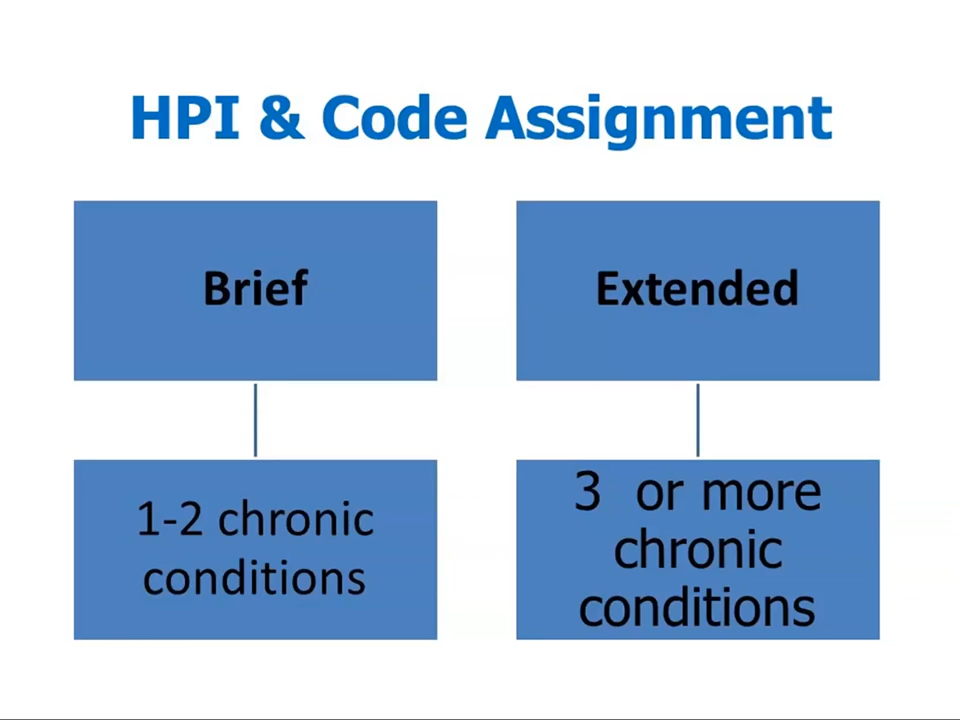 HPI & Code Assignment
Brief
Extended
1-2 chronic
conditions
3 or more
chronic
conditions